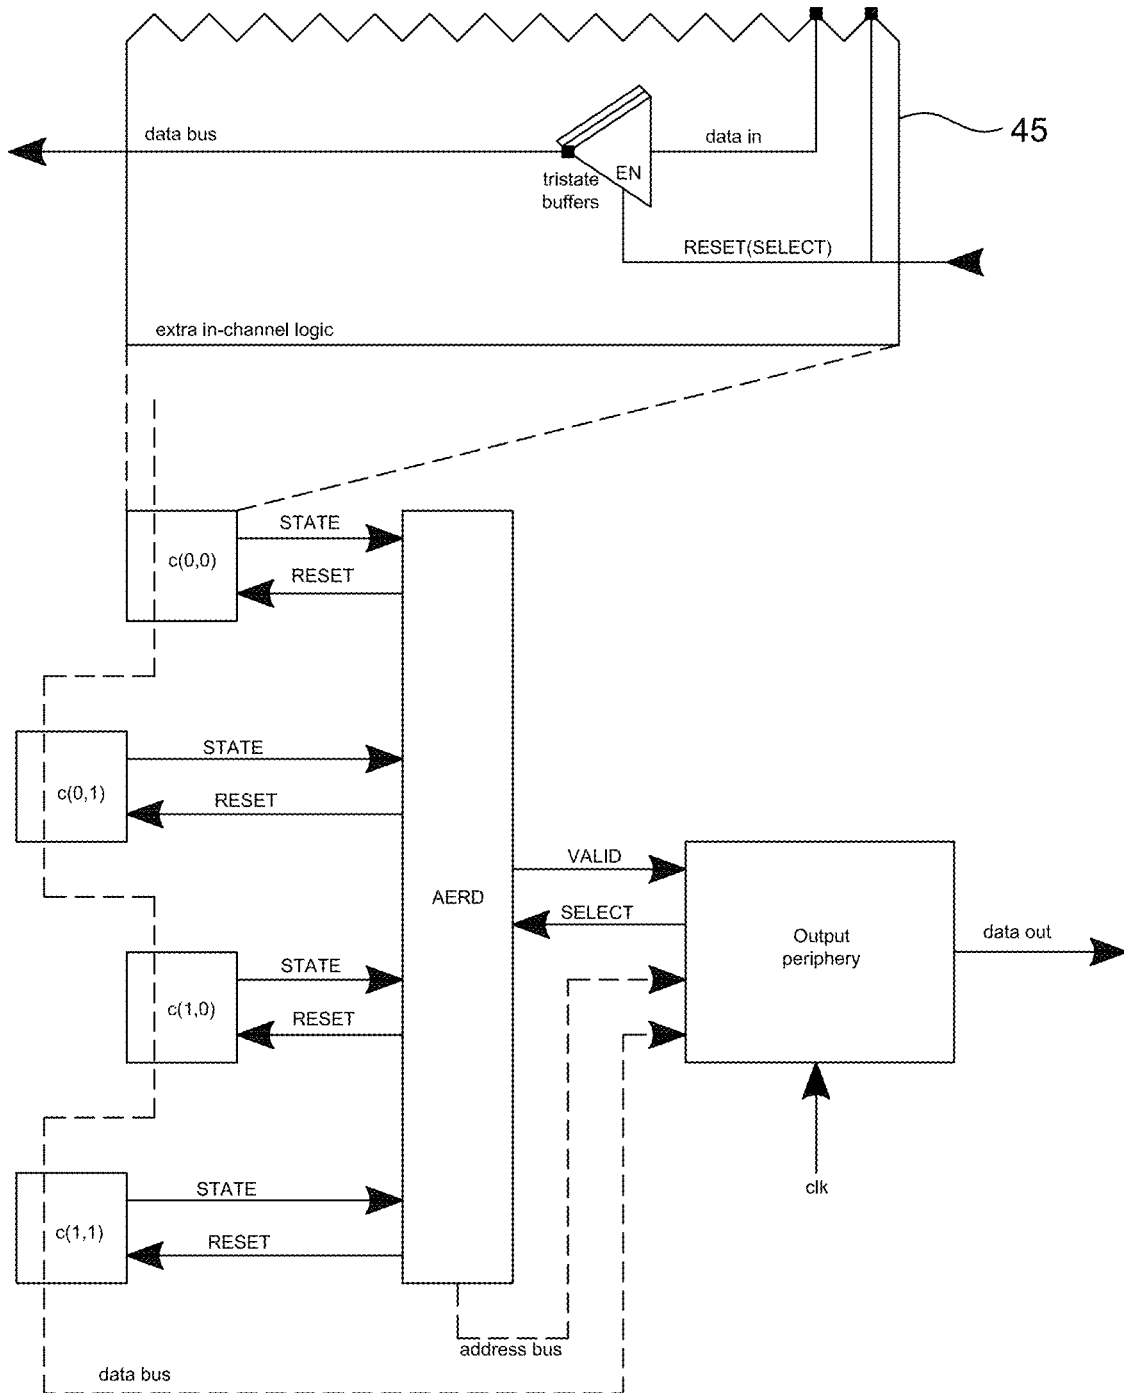 data bus
data in
45
EN
tristate
buffers
RESET(SELECT)
extra in-channel logic
STATE
c(0,0)
RESET
STATE
c(0,1)
RESET
VALID
AERD
SELECT
Output
periphery
data out
STATE
c(1,0)
RESET
clk
STATE
c(1,1)
RESET
address bus
data bus